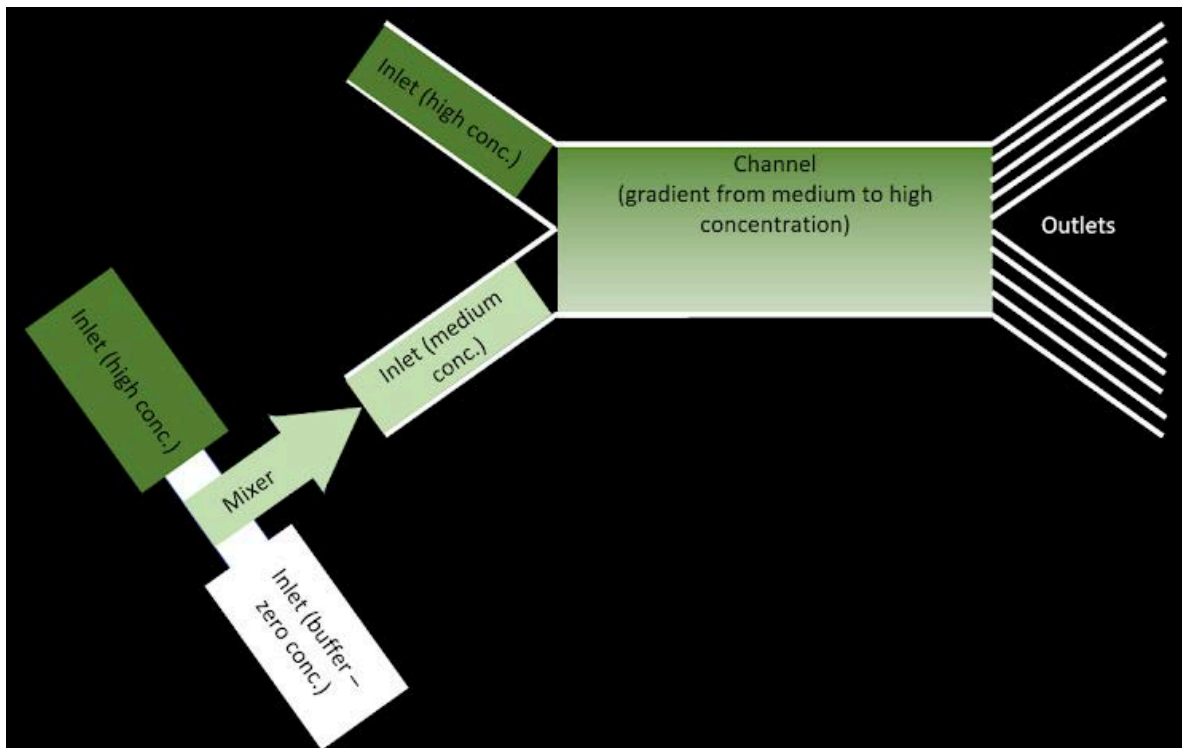 Inlet (high conc.)
Channel
(gradient from medium to high
concentration)
Outlets
Inlet (medium
conc.)
Inlet (high conc.)
Mixer
Inlet (buffer –
zero conc.)